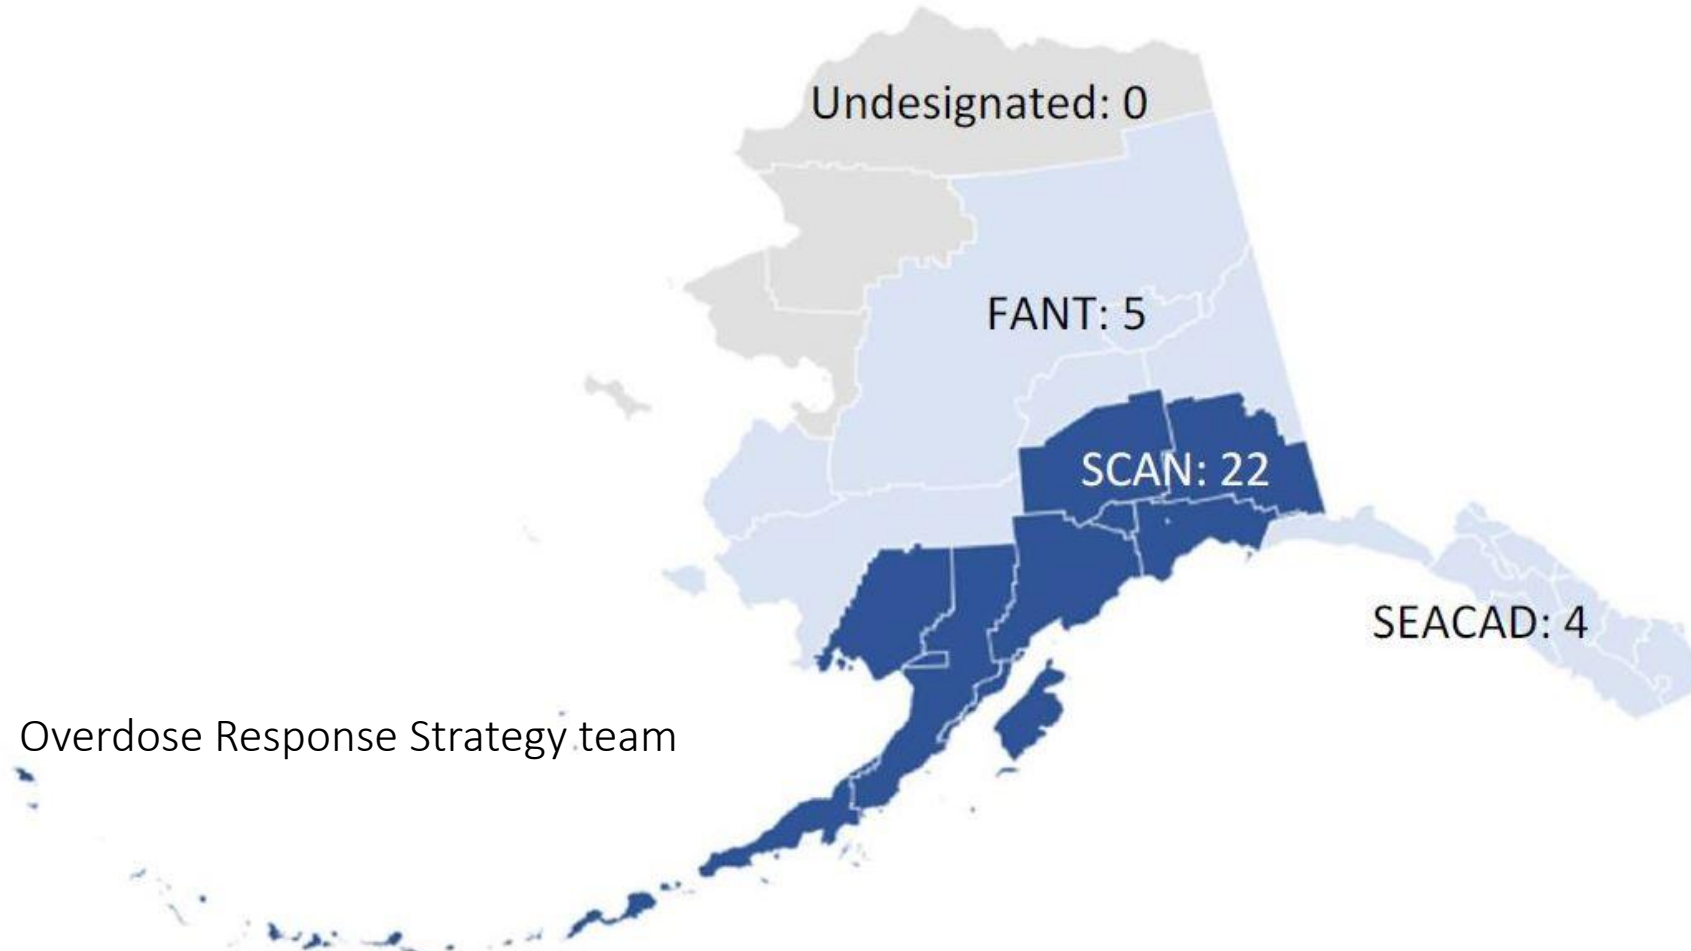 Undesignated: 0
FANT: 5
SCAN: 22
SEACAD: 4
Overdose Response Strategy team